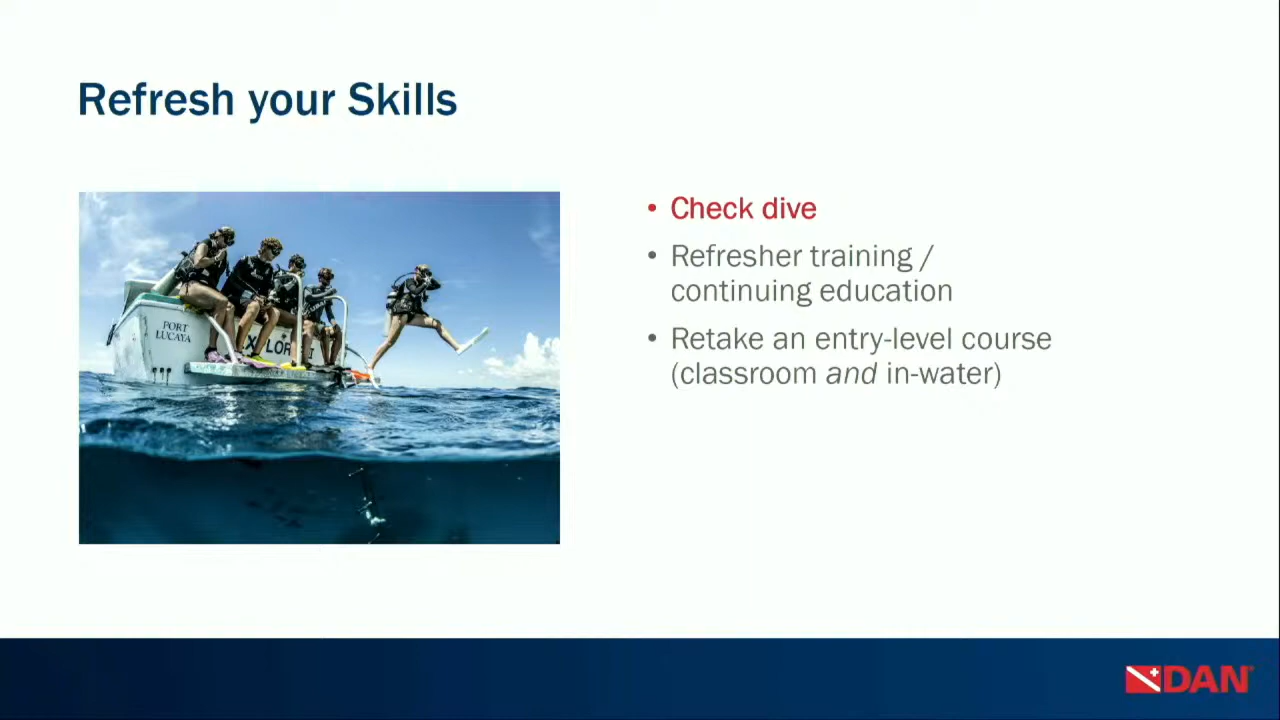 Refresh your Skills
PORT
LUCAYA
XPLOR
• Check dive
• Refresher training /
continuing education
• Retake an entry-level course
(classroom and in-water)
DAN